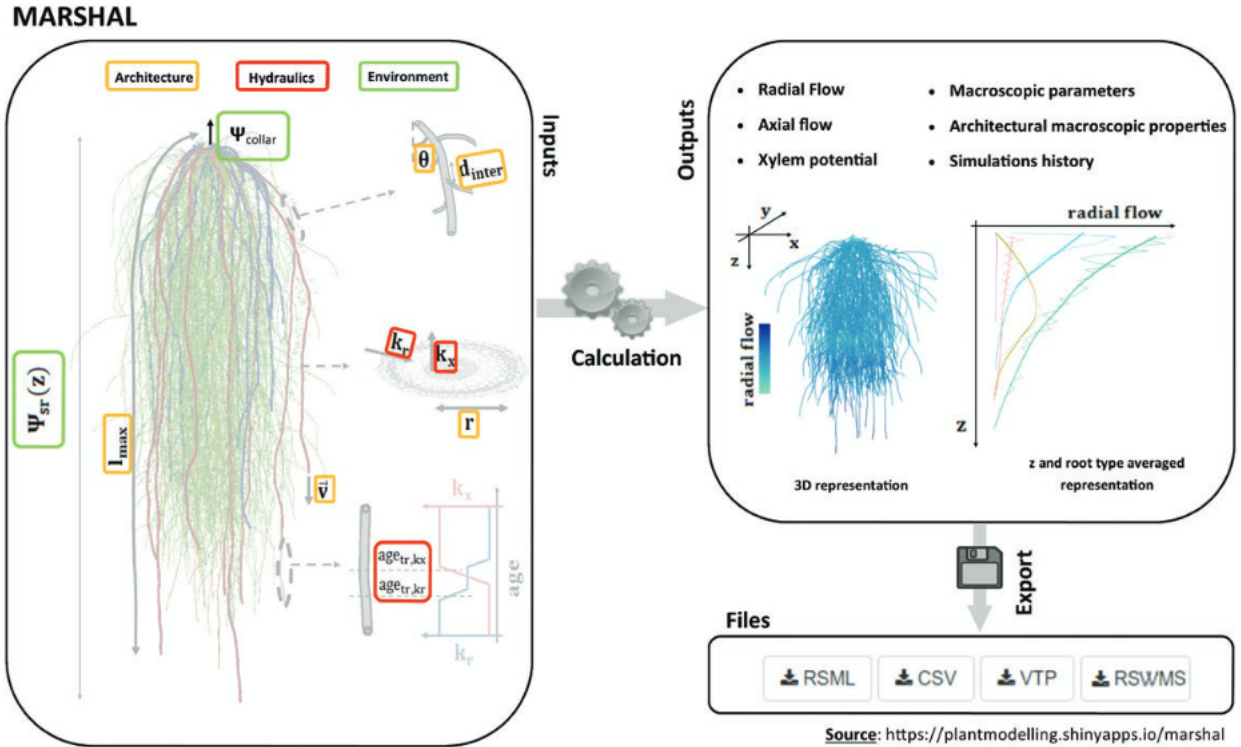 MARSHAL
Architecture
Hydraulics
Environment
Ψcollar
θ
dinter
kr
kx
r
Ψsr(z)
lmax
v⃗
kx
agetr,kx
agetr,kr
age
kr
Inputs
Calculation
Outputs
• Radial Flow
• Axial flow
• Xylem potential
• Macroscopic parameters
• Architectural macroscopic properties
• Simulations history
y
x
z
radial flow
3D representation
radial flow
z
z and root type averaged
representation
Export
Files
RSML
CSV
VTP
RSWMS
Source: https://plantmodelling.shinyapps.io/marshal